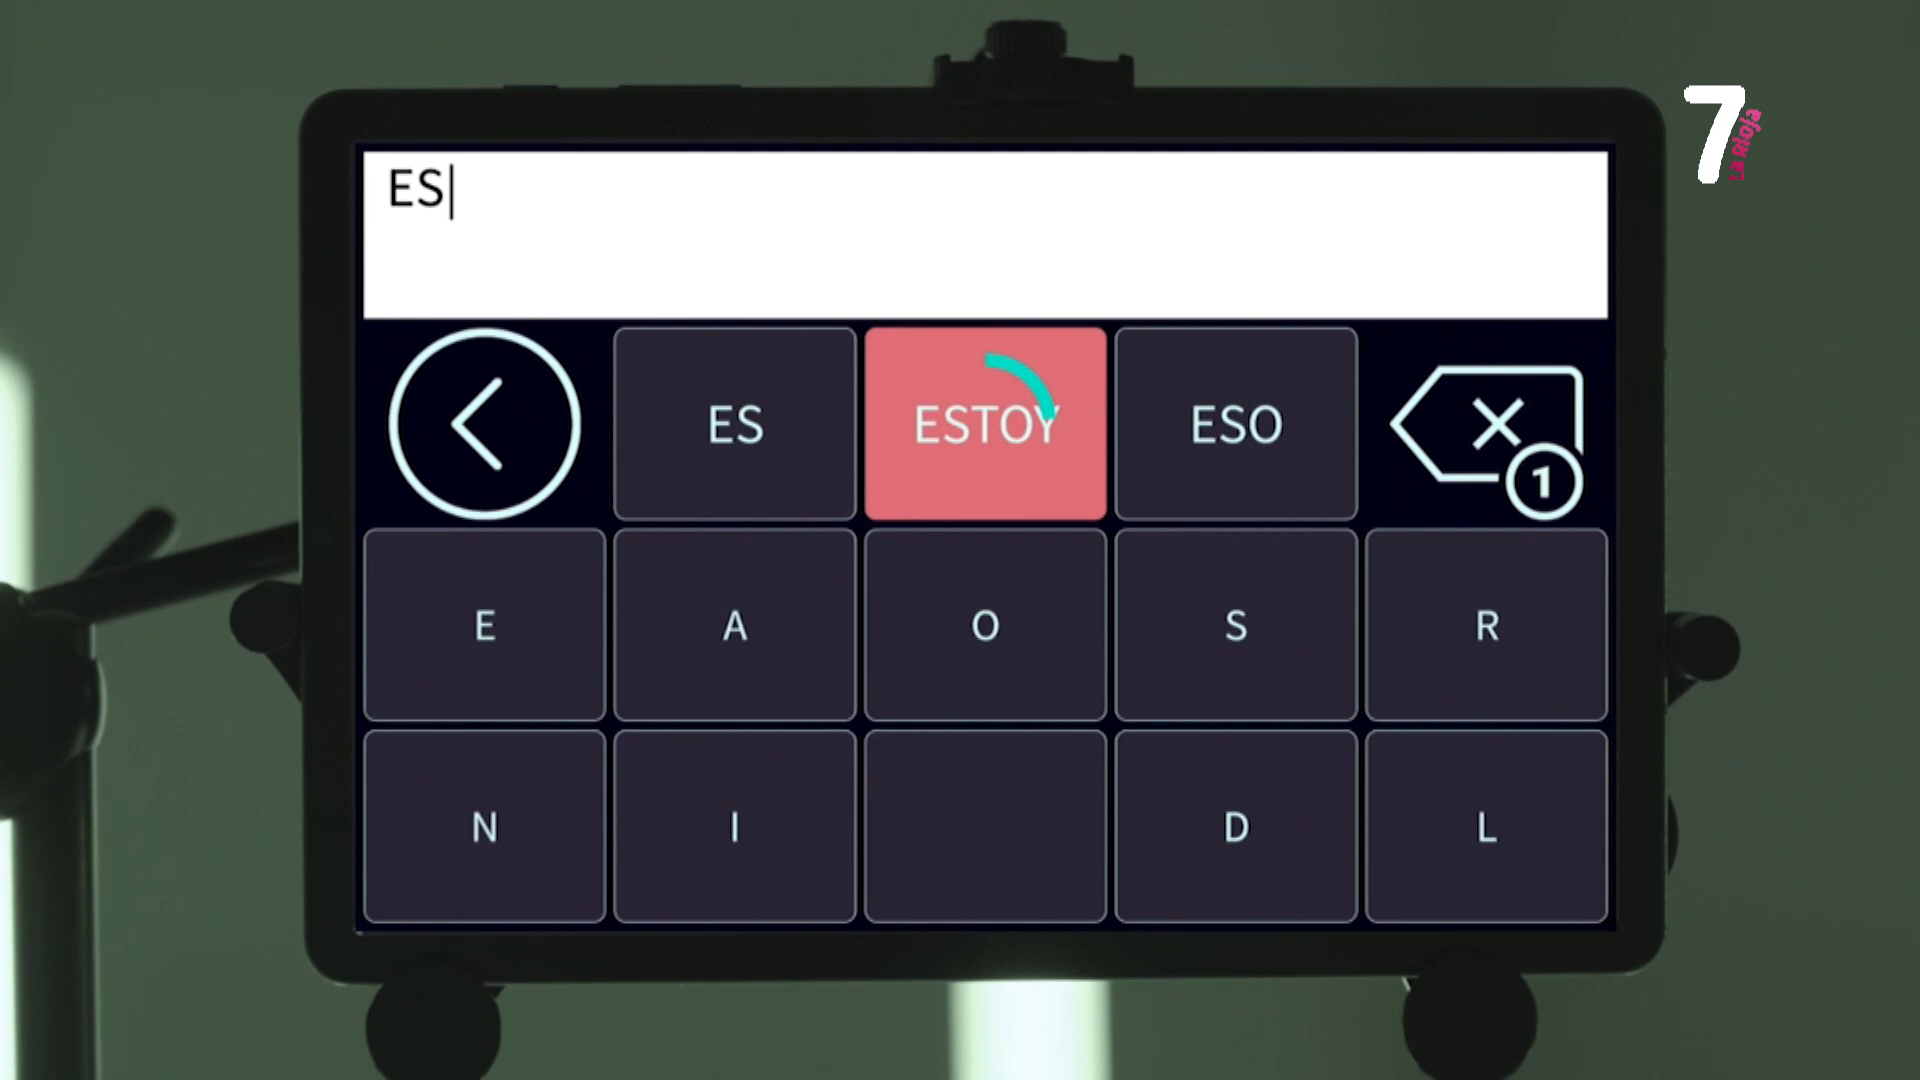 7
La Rioja
ES
ES ESTOY ESO
1
E A O S R
N I D L